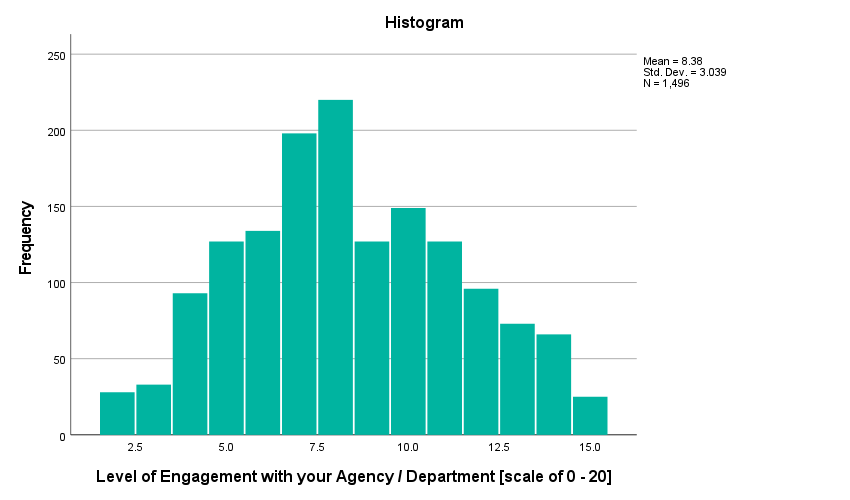 Histogram
250
200
150
100
50
0
Frequency
2.5 5.0 7.5 10.0 12.5 15.0
Level of Engagement with your Agency / Department [scale of 0 - 20]
Mean = 8.38
Std. Dev. = 3.039
N = 1,496